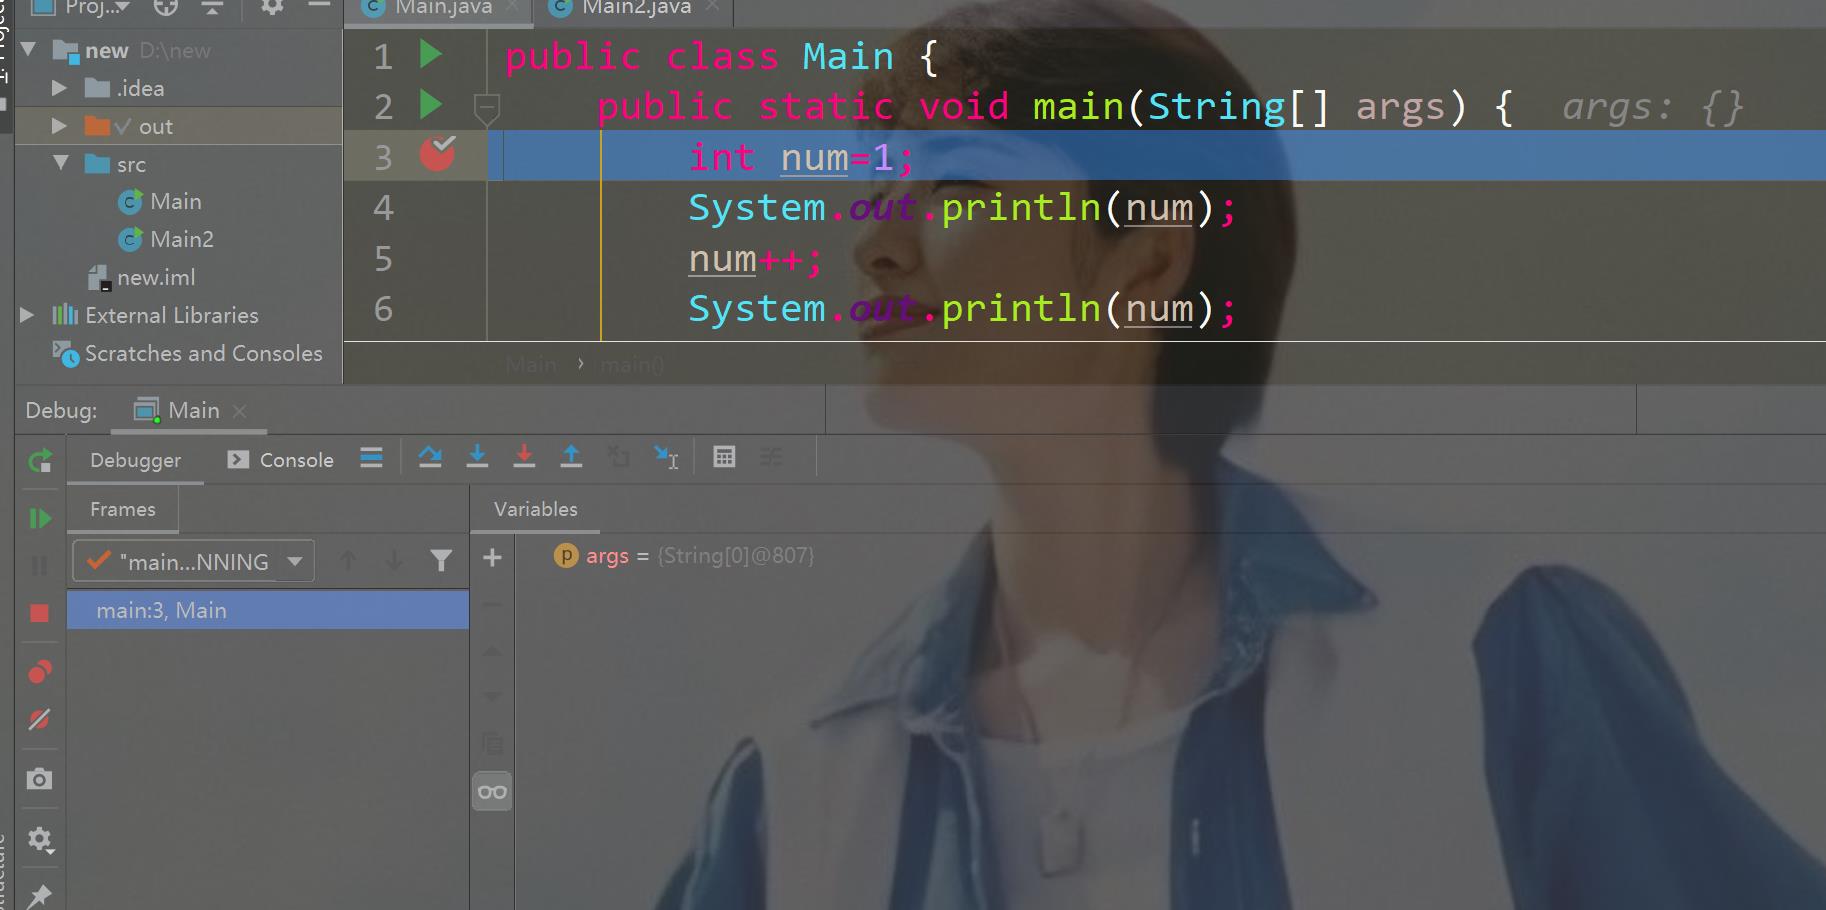 Proj...
Main.java
Main2.java
new D:\new
.idea
out
src
Main
Main2
new.iml
External Libraries
Scratches and Consoles
1 public class Main {
2 public static void main(String[] args) { args: {}
3 int num=1;
4 System.out.println(num);
5 num++;
6 System.out.println(num);
Main › main()
Debug: Main
Debugger Console
Frames
Variables
"main...NNING
main:3, Main
args = {String[0]@807}